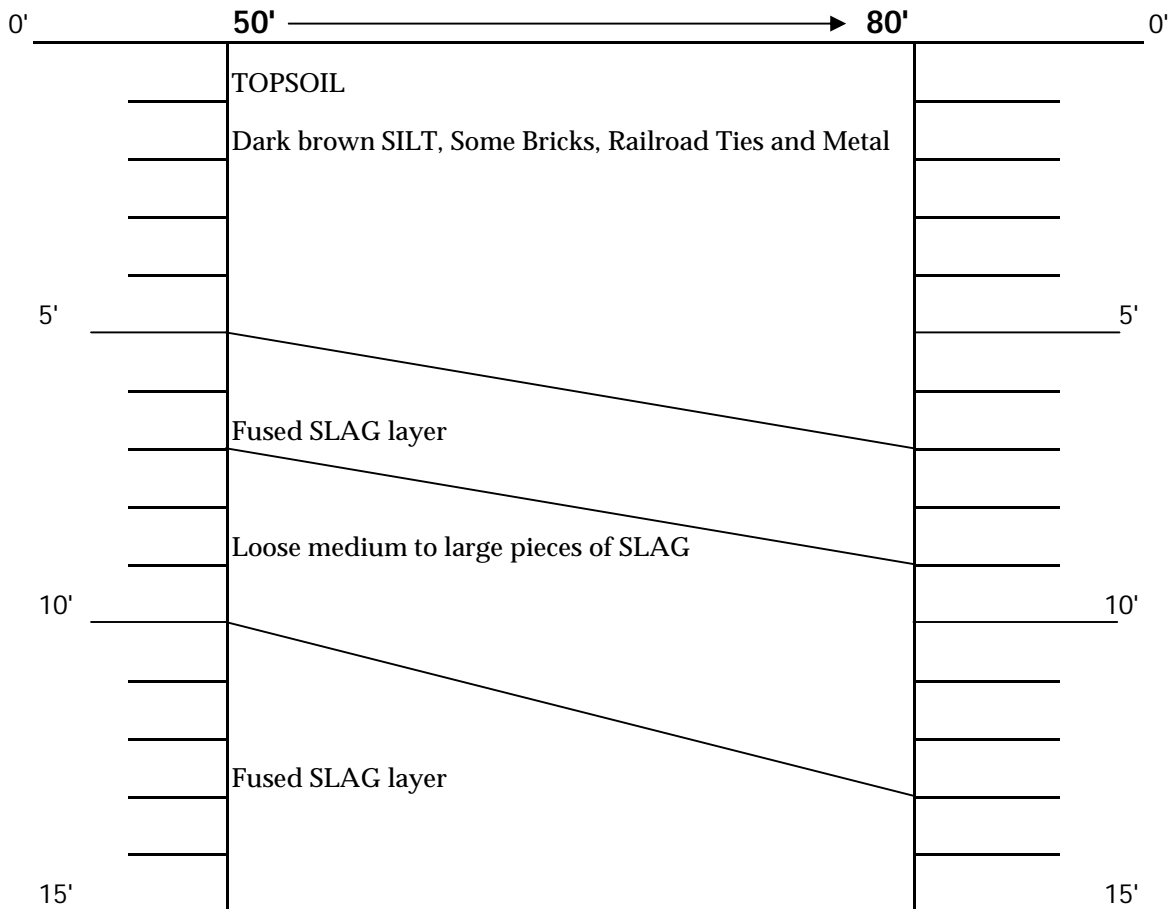 0' 50' 80' 0'
TOPSOIL
Dark brown SILT, Some Bricks, Railroad Ties and Metal
5' 5'
Fused SLAG layer
Loose medium to large pieces of SLAG
10' 10'
Fused SLAG layer
15' 15'